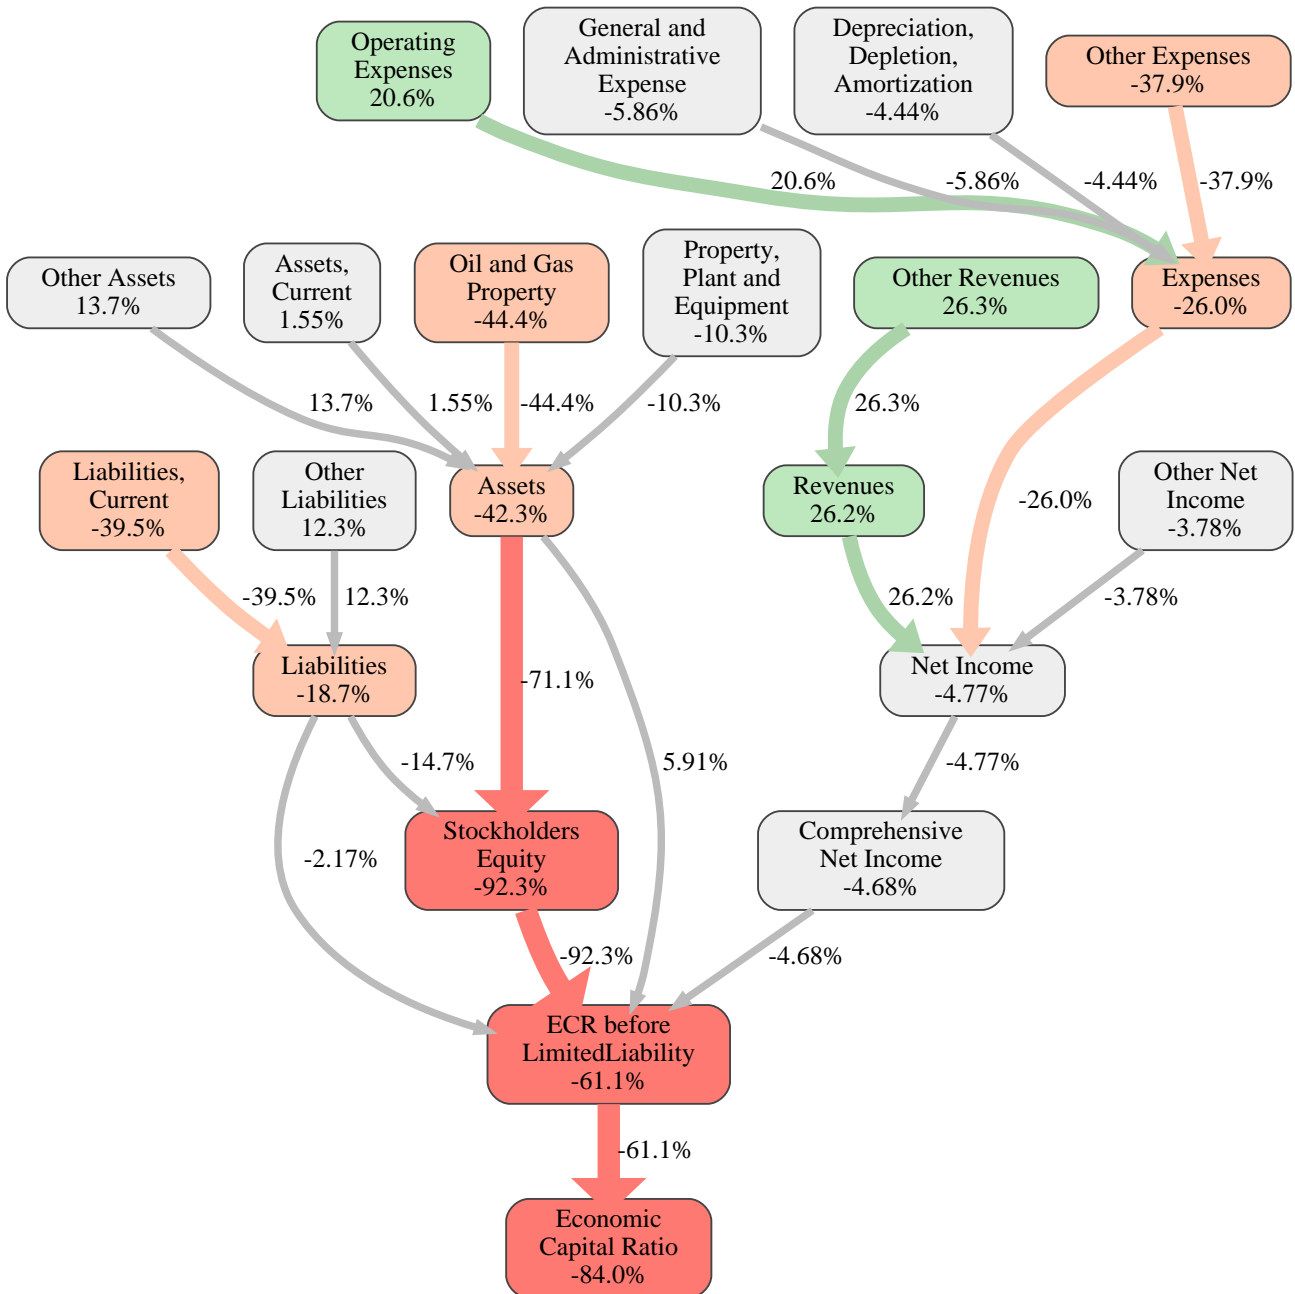 Operating
Expenses
20.6%
General and
Administrative
Expense
-5.86%
Depreciation,
Depletion,
Amortization
-4.44%
Other Expenses
-37.9%
20.6%
-5.86%
-4.44%
-37.9%
Other Assets
13.7%
Assets,
Current
1.55%
Oil and Gas
Property
-44.4%
Property,
Plant and
Equipment
-10.3%
Other Revenues
26.3%
Expenses
-26.0%
13.7%
1.55%
-44.4%
-10.3%
26.3%
Liabilities,
Current
-39.5%
Other
Liabilities
12.3%
Assets
-42.3%
Revenues
26.2%
-26.0%
Other Net
Income
-3.78%
-39.5%
12.3%
26.2%
-3.78%
Liabilities
-18.7%
-71.1%
Net Income
-4.77%
-14.7%
5.91%
-4.77%
-2.17%
Stockholders
Equity
-92.3%
Comprehensive
Net Income
-4.68%
-92.3%
-4.68%
ECR before
LimitedLiability
-61.1%
-61.1%
Economic
Capital Ratio
-84.0%